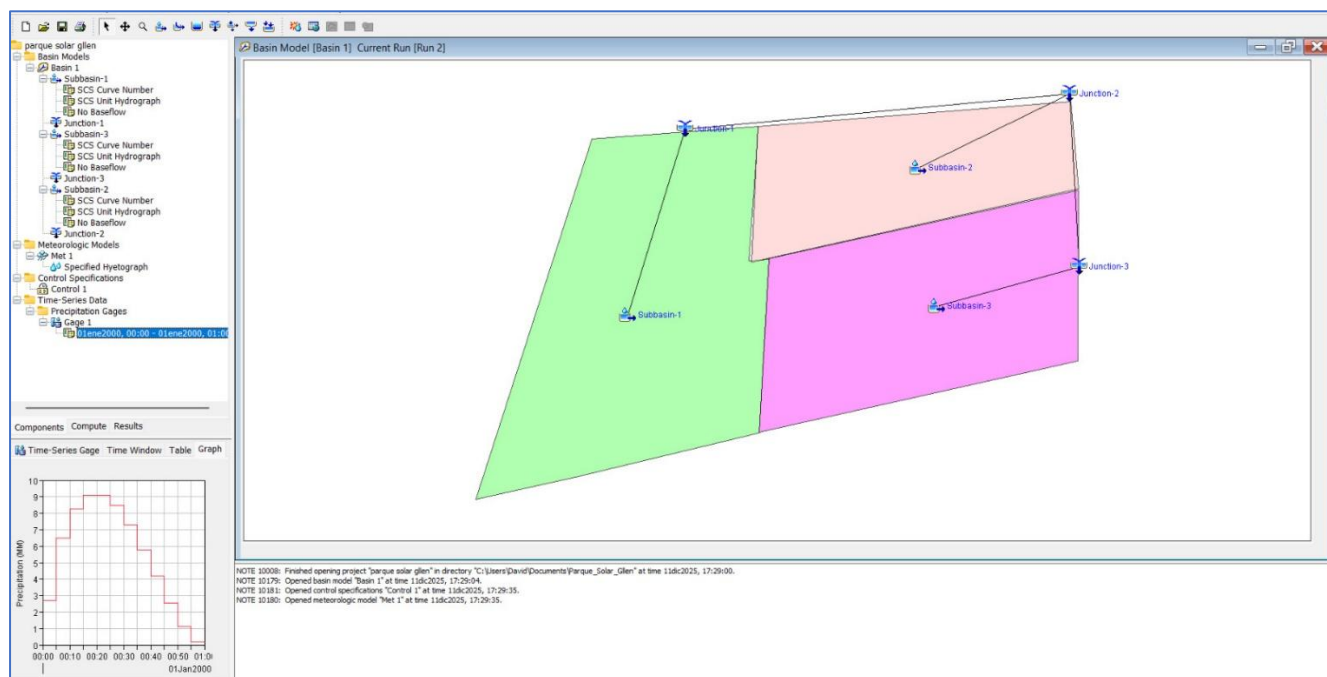 parque solar gllen
Basin Models
Basin 1
Subbasin-1
SCS Curve Number
SCS Unit Hydrograph
No Baseflow
Junction-1
Subbasin-3
SCS Curve Number
SCS Unit Hydrograph
No Baseflow
Junction-3
Subbasin-2
SCS Curve Number
SCS Unit Hydrograph
No Baseflow
Junction-2
Meteorologic Models
Met 1
Specified Hyetograph
Control Specifications
Control 1
Time-Series Data
Precipitation Gages
Gage 1
01ene2000, 00:00 - 01ene2000, 01:00
Components Compute Results
Time-Series Gage Time Window Table Graph
Precipitation (MM)
10
9
8
7
6
5
4
3
2
1
0
00:00 00:10 00:20 00:30 00:40 00:50 01:0
01Jan2000
Basin Model [Basin 1] Current Run [Run 2]
Junction-2
Junction-1
Subbasin-2
Junction-3
Subbasin-1
Subbasin-3
NOTE 10008: Finished opening project "parque solar gllen" in directory "C:\Users\David\Documents\Parque_Solar_Gllen" at time 11dic2025, 17:29:00.
NOTE 10179: Opened basin model "Basin 1" at time 11dic2025, 17:29:04.
NOTE 10181: Opened control specifications "Control 1" at time 11dic2025, 17:29:35.
NOTE 10180: Opened meteorologic model "Met 1" at time 11dic2025, 17:29:35.